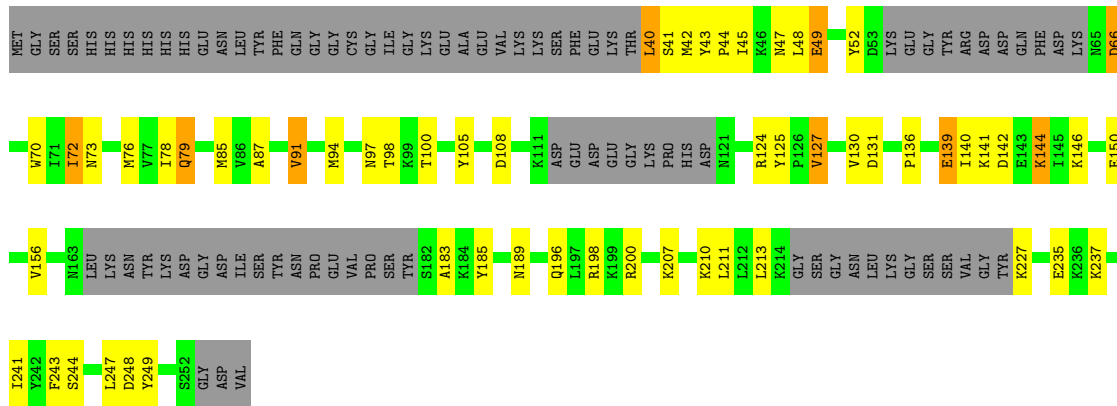 MET GLY SER SER HIS HIS HIS HIS HIS HIS GLU ASN LEU TYR PHE GLN GLY GLY CYS GLY ILE GLY LYS GLU ALA GLU VAL LYS LYS SER PHE GLU LYS THR L40 S41 M42 Y43 P44 I45 K46 N47 L48 E49 Y52 D53 LYS GLU GLY TYR ARG ASP ASP GLN PHE ASP LYS N65 D66
W70 I71 I72 N73 M76 V77 I78 Q79 M85 V86 A87 V91 M94 N97 T98 K99 T100 Y105 D108 K111 ASP GLU ASP GLU GLY LYS PRO HIS ASP N121 R124 Y125 P126 V127 V130 D131 P136 E139 I140 K141 D142 E143 K144 I145 K146 E150
V156 N163 LEU LYS ASN TYR LYS ASP GLY ASP ILE SER TYR ASN PRO GLU VAL PRO SER TYR S182 A183 K184 Y185 N189 Q196 L197 R198 K199 R200 K207 K210 L211 L212 L213 K214 GLY SER GLY ASN LEU LYS GLY SER SER VAL GLY TYR K227 E235 K236 K237
I241 Y242 F243 S244 L247 D248 Y249 S252 GLY ASP VAL